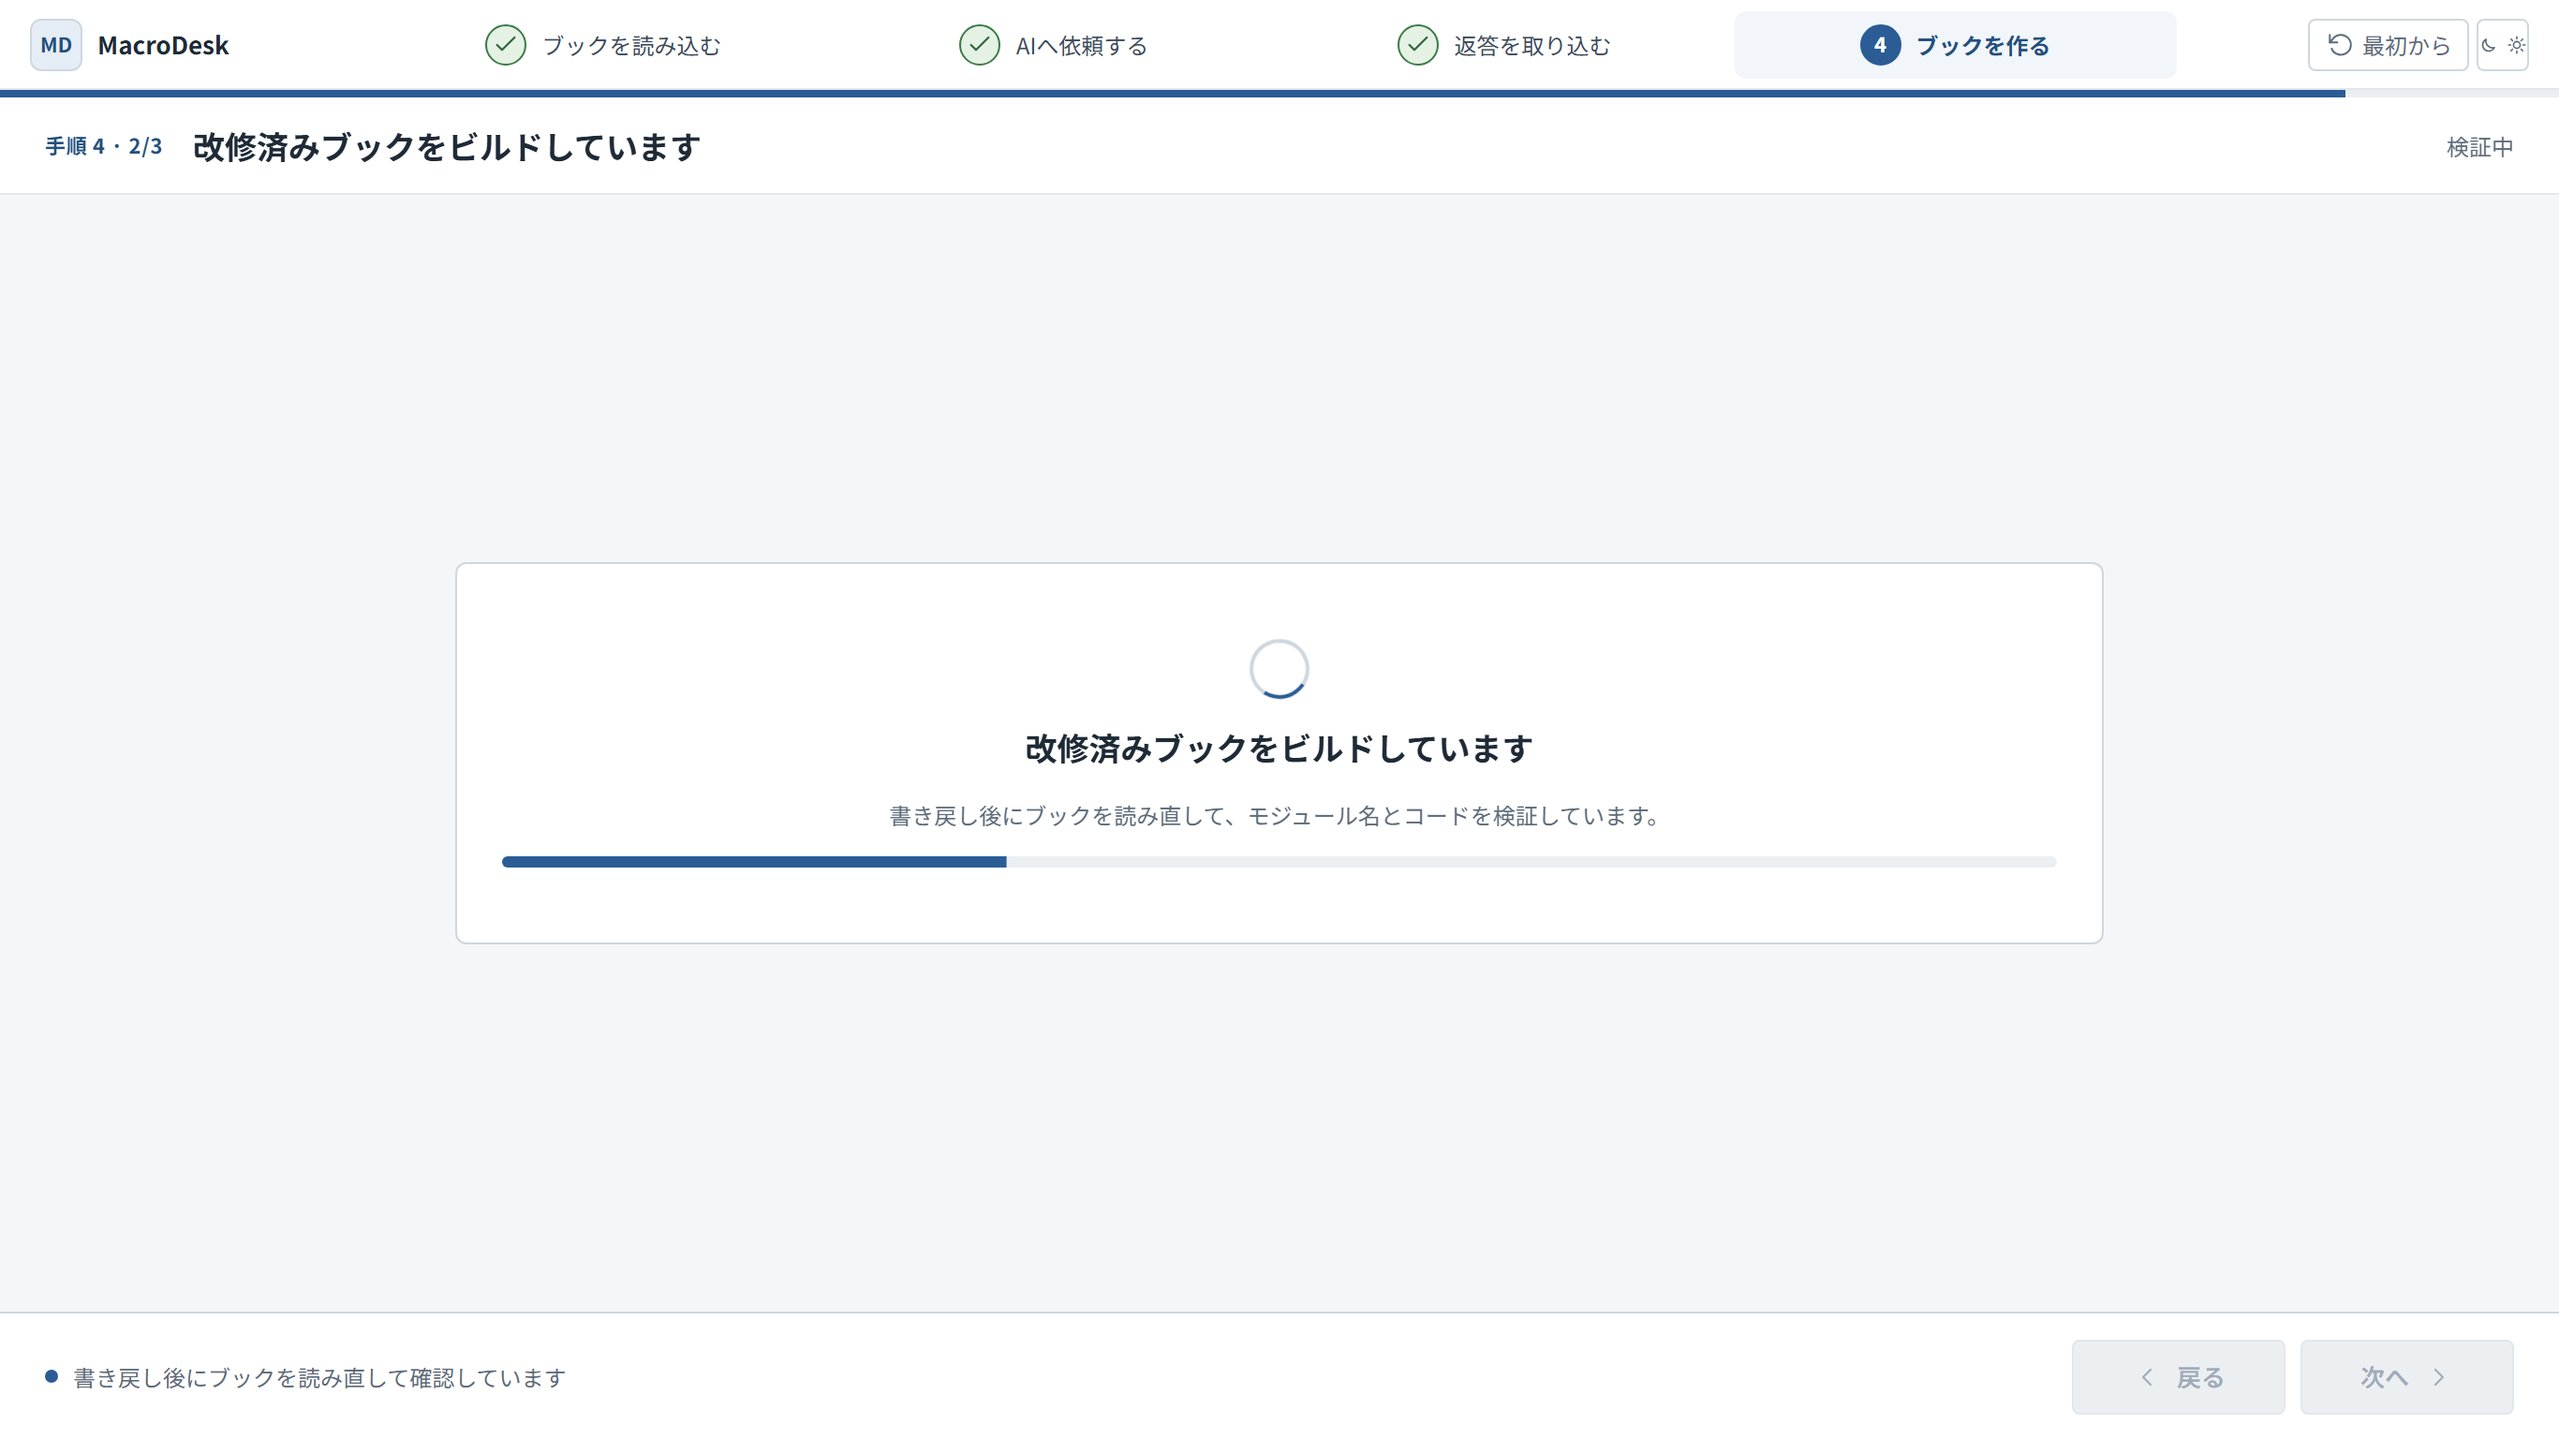 MD MacroDesk
ブックを読み込む
AIへ依頼する
返答を取り込む
4 ブックを作る
最初から
手順 4 · 2/3 改修済みブックをビルドしています
検証中
改修済みブックをビルドしています
書き戻し後にブックを読み直して、モジュール名とコードを検証しています。
書き戻し後にブックを読み直して確認しています
戻る
次へ